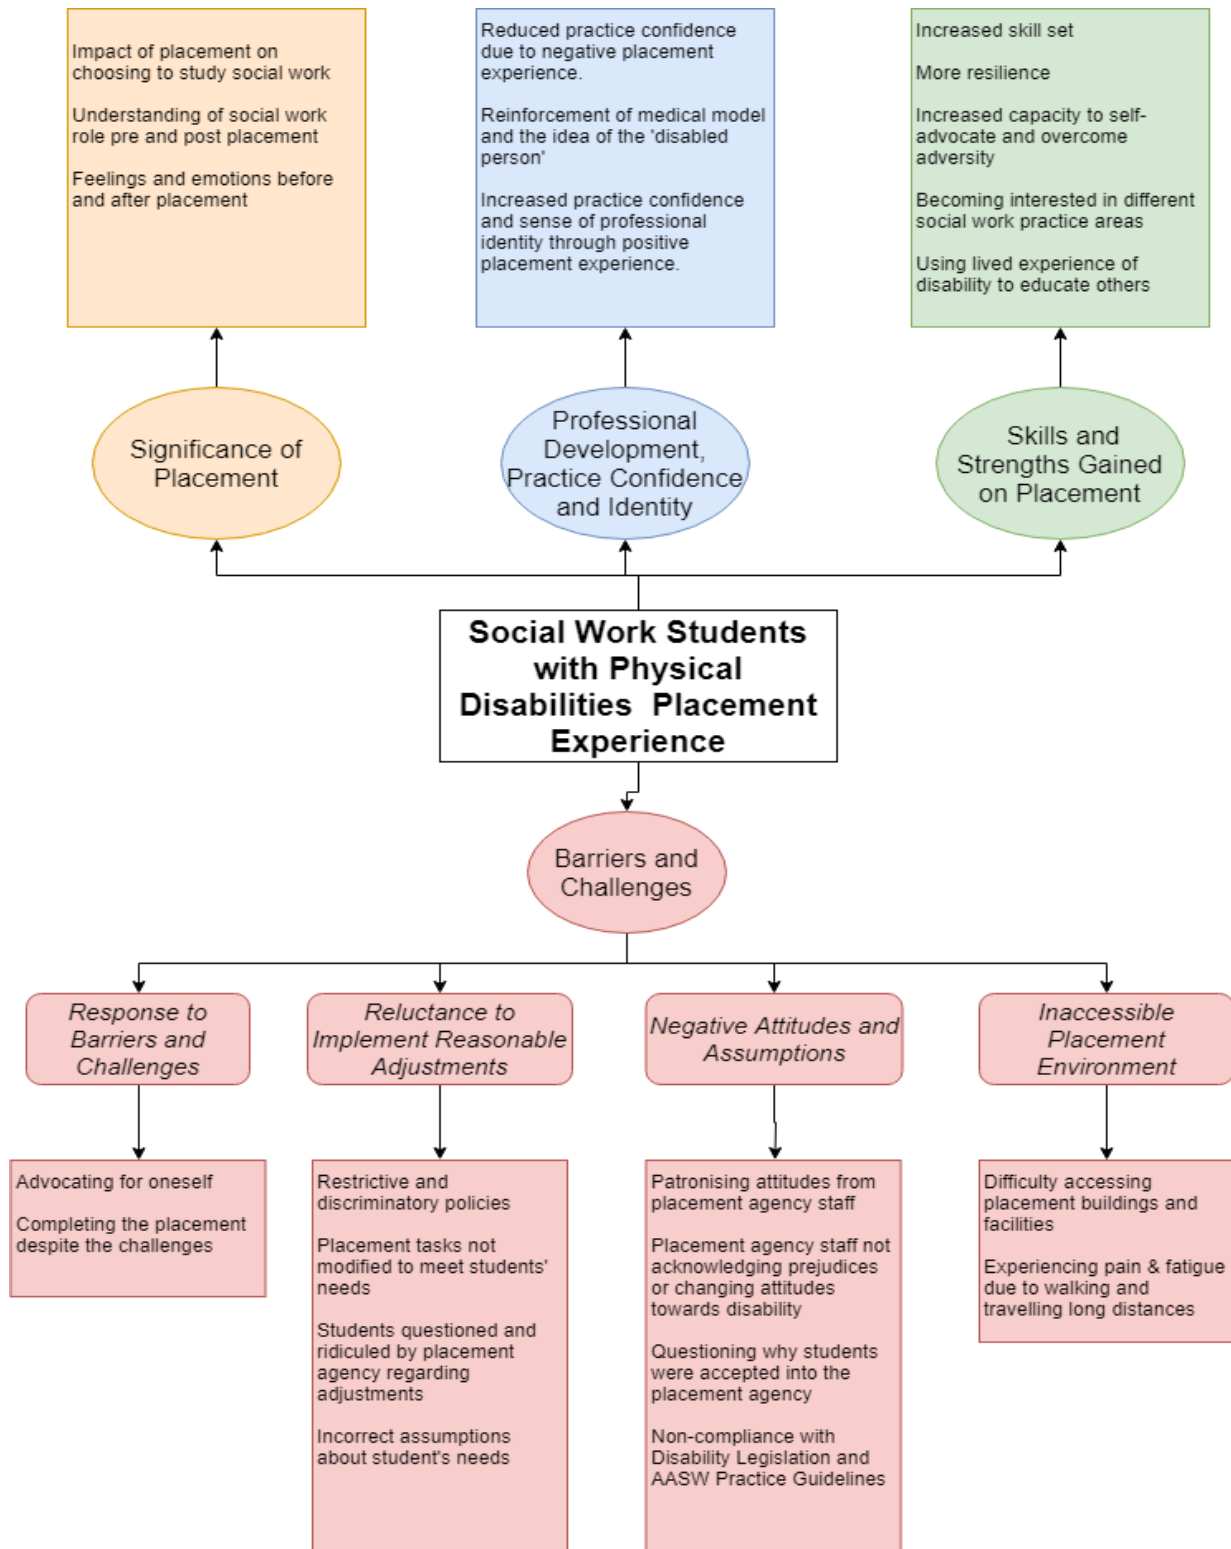 Impact of placement on
choosing to study social work
Understanding of social work
role pre and post placement
Feelings and emotions before
and after placement
Reduced practice confidence
due to negative placement
experience.
Reinforcement of medical model
and the idea of the 'disabled
person'
Increased practice confidence
and sense of professional
identity through positive
placement experience.
Increased skill set
More resilience
Increased capacity to self-
advocate and overcome
adversity
Becoming interested in different
social work practice areas
Using lived experience of
disability to educate others
Significance of
Placement
Professional
Development,
Practice Confidence
and Identity
Skills and
Strengths Gained
on Placement
Social Work Students
with Physical
Disabilities Placement
Experience
Barriers and
Challenges
Response to
Barriers and
Challenges
Reluctance to
Implement Reasonable
Adjustments
Negative Attitudes and
Assumptions
Inaccessible
Placement
Environment
Advocating for oneself
Completing the placement
despite the challenges
Restrictive and
discriminatory policies
Placement tasks not
modified to meet students'
needs
Students questioned and
ridiculed by placement
agency regarding
adjustments
Incorrect assumptions
about student's needs
Patronising attitudes from
placement agency staff
Placement agency staff not
acknowledging prejudices
or changing attitudes
towards disability
Questioning why students
were accepted into the
placement agency
Non-compliance with
Disability Legislation and
AASW Practice Guidelines
Difficulty accessing
placement buildings and
facilities
Experiencing pain & fatigue
due to walking and
travelling long distances